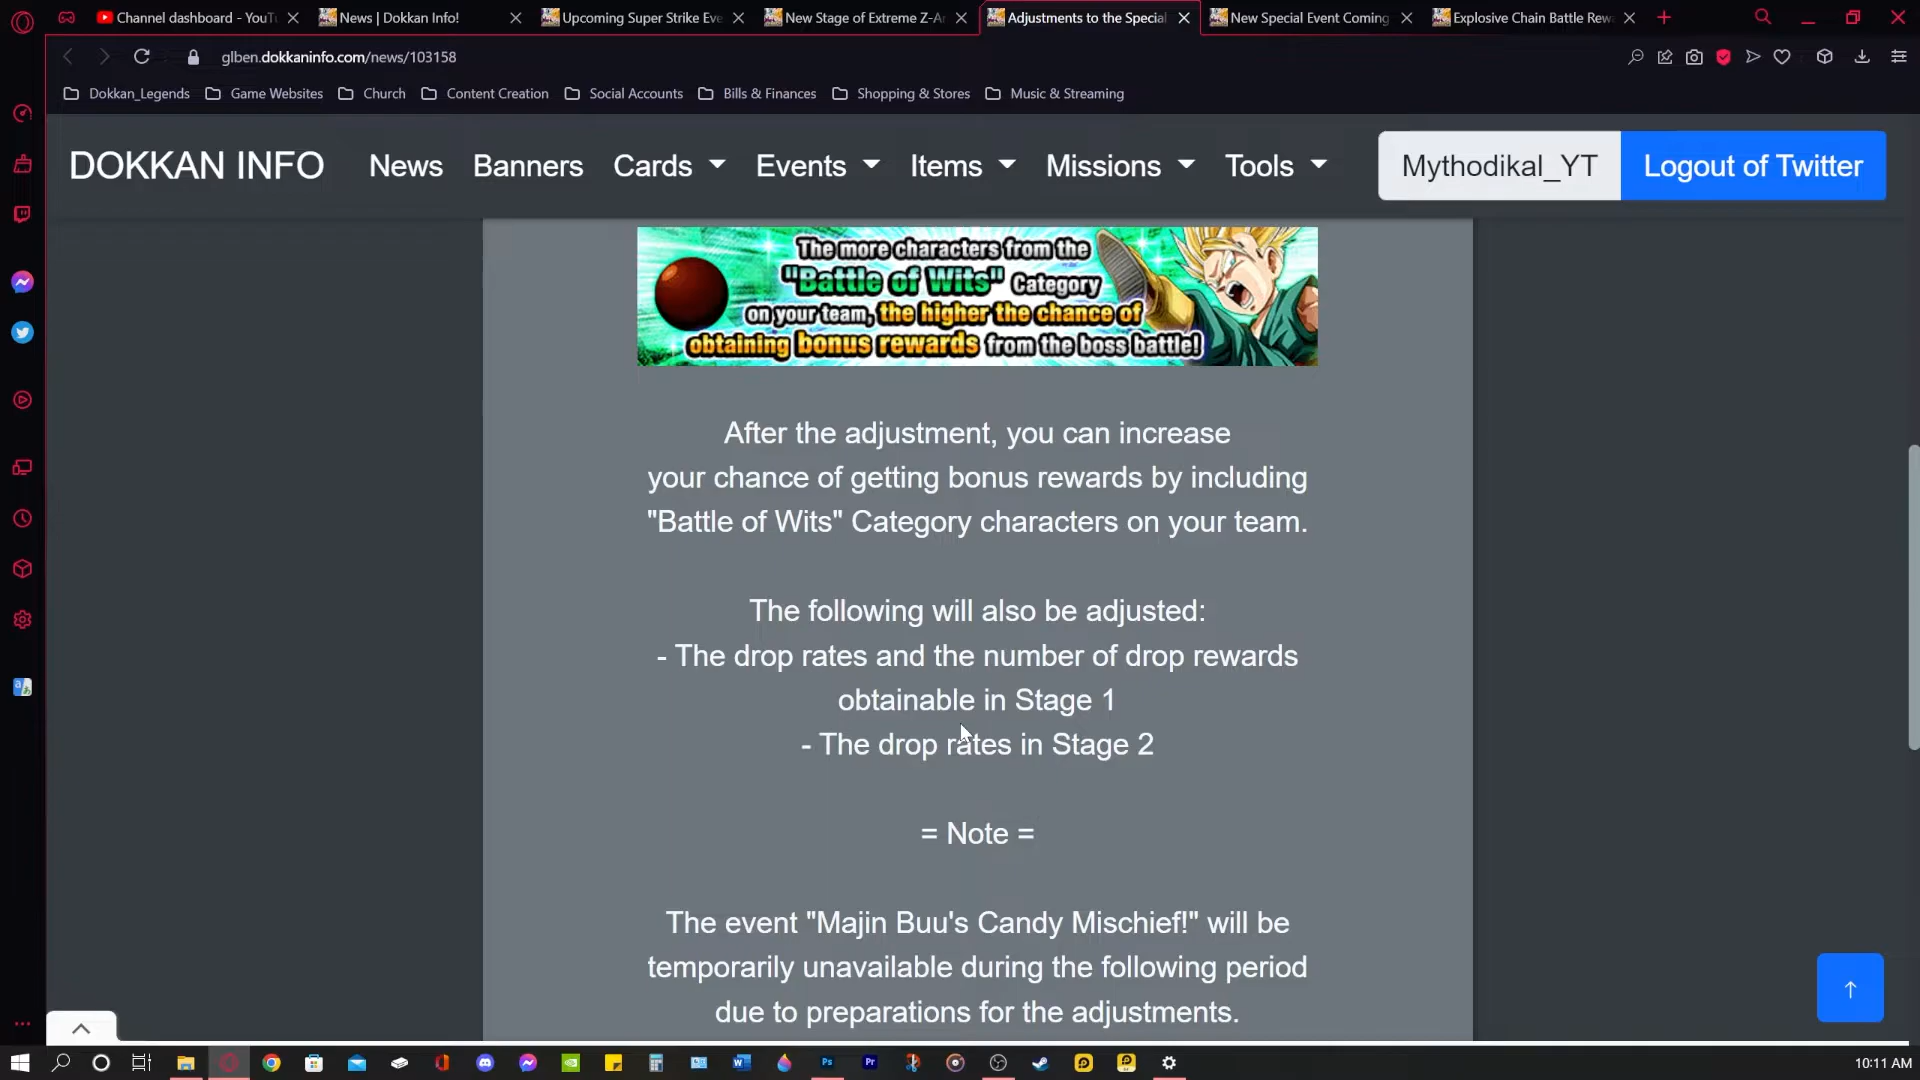 Channel dashboard - YouTu
News | Dokkan Info!
Upcoming Super Strike Eve
New Stage of Extreme Z-Ar
Adjustments to the Special
New Special Event Coming
Explosive Chain Battle Rewa
glben.dokkaninfo.com/news/103158
Dokkan_Legends
Game Websites
Church
Content Creation
Social Accounts
Bills & Finances
Shopping & Stores
Music & Streaming
DOKKAN INFO
News
Banners
Cards
Events
Items
Missions
Tools
Mythodikal_YT
Logout of Twitter
The more characters from the
"Battle of Wits" Category
on your team, the higher the chance of
obtaining bonus rewards from the boss battle!
After the adjustment, you can increase
your chance of getting bonus rewards by including
"Battle of Wits" Category characters on your team.
The following will also be adjusted:
- The drop rates and the number of drop rewards
obtainable in Stage 1
- The drop rates in Stage 2
= Note =
The event "Majin Buu's Candy Mischief!" will be
temporarily unavailable during the following period
due to preparations for the adjustments.
10:11 AM